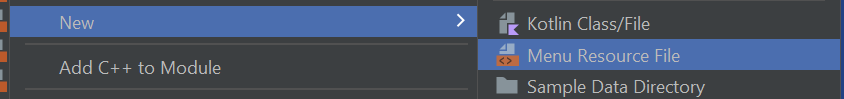 New
Add C++ to Module
Kotlin Class/File
Menu Resource File
Sample Data Directory